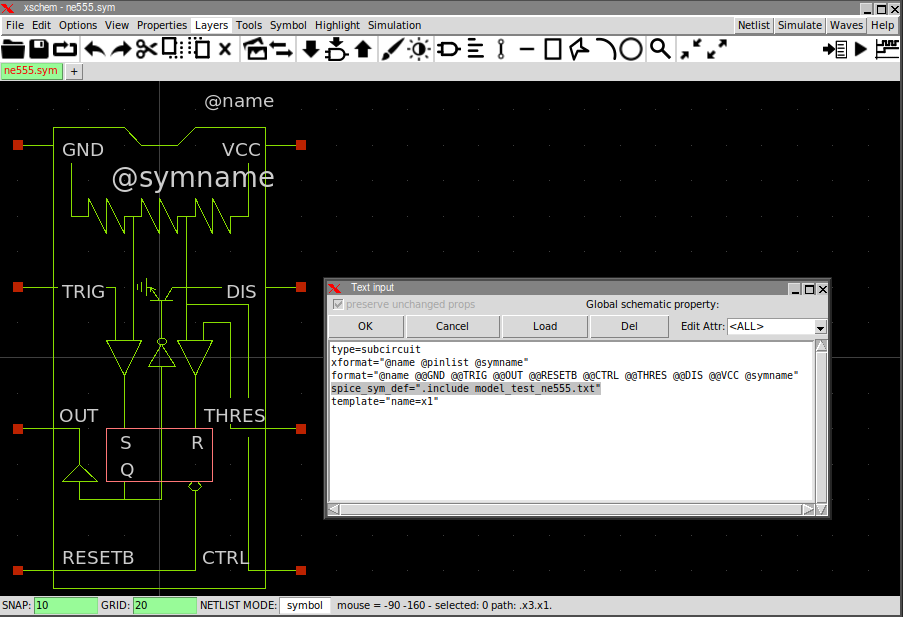 xschem - ne555.sym
File Edit Options View Properties Layers Tools Symbol Highlight Simulation Netlist Simulate Waves Help
ne555.sym +
@name
GND VCC
@symname
TRIG DIS
OUT THRES
S R
Q
RESETB CTRL
Text input
preserve unchanged props Global schematic property:
OK Cancel Load Del Edit Attr: <ALL>
type=subcircuit
xformat="@name @pinlist @symname"
format="@name @@GND @@TRIG @@OUT @@RESETB @@CTRL @@THRES @@DIS @@VCC @symname"
spice_sym_def=".include model_test_ne555.txt"
template="name=x1"
SNAP: 10 GRID: 20 NETLIST MODE: symbol mouse = -90 -160 - selected: 0 path: .x3.x1.